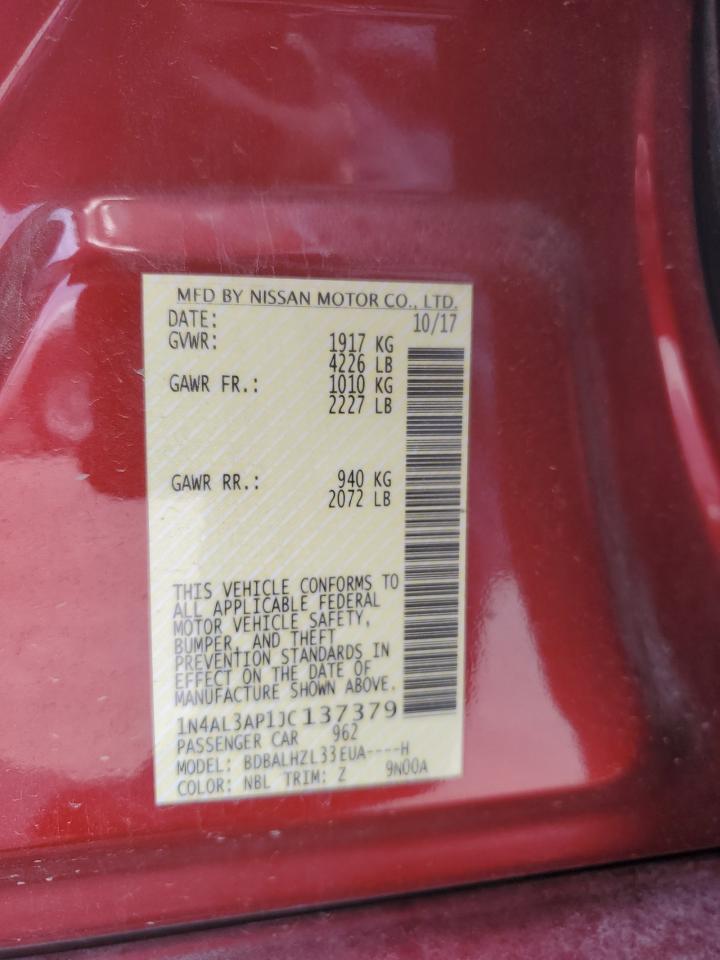 MFD BY NISSAN MOTOR CO., LTD.
DATE: 10/17
GVWR: 1917 KG
4226 LB
GAWR FR.: 1010 KG
2227 LB
GAWR RR.: 940 KG
2072 LB
THIS VEHICLE CONFORMS TO
ALL APPLICABLE FEDERAL
MOTOR VEHICLE SAFETY,
BUMPER, AND THEFT
PREVENTION STANDARDS IN
EFFECT ON THE DATE OF
MANUFACTURE SHOWN ABOVE.
1N4AL3AP1JC137379
PASSENGER CAR 962
MODEL: BDBALHZL33EUA----H
COLOR: NBL TRIM: Z 9N00A